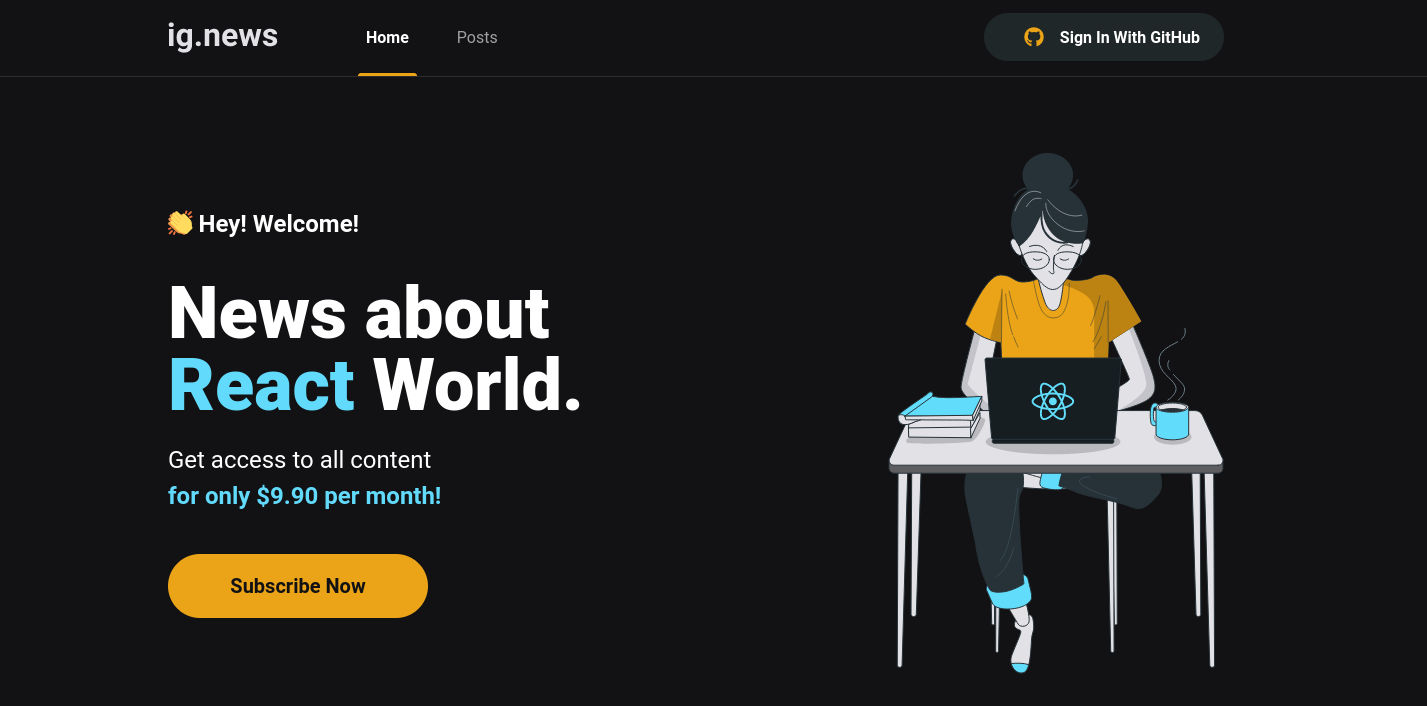 ig.news
Home
Posts
Sign In With GitHub
👏 Hey! Welcome!
News about
React World.
Get access to all content
for only $9.90 per month!
Subscribe Now